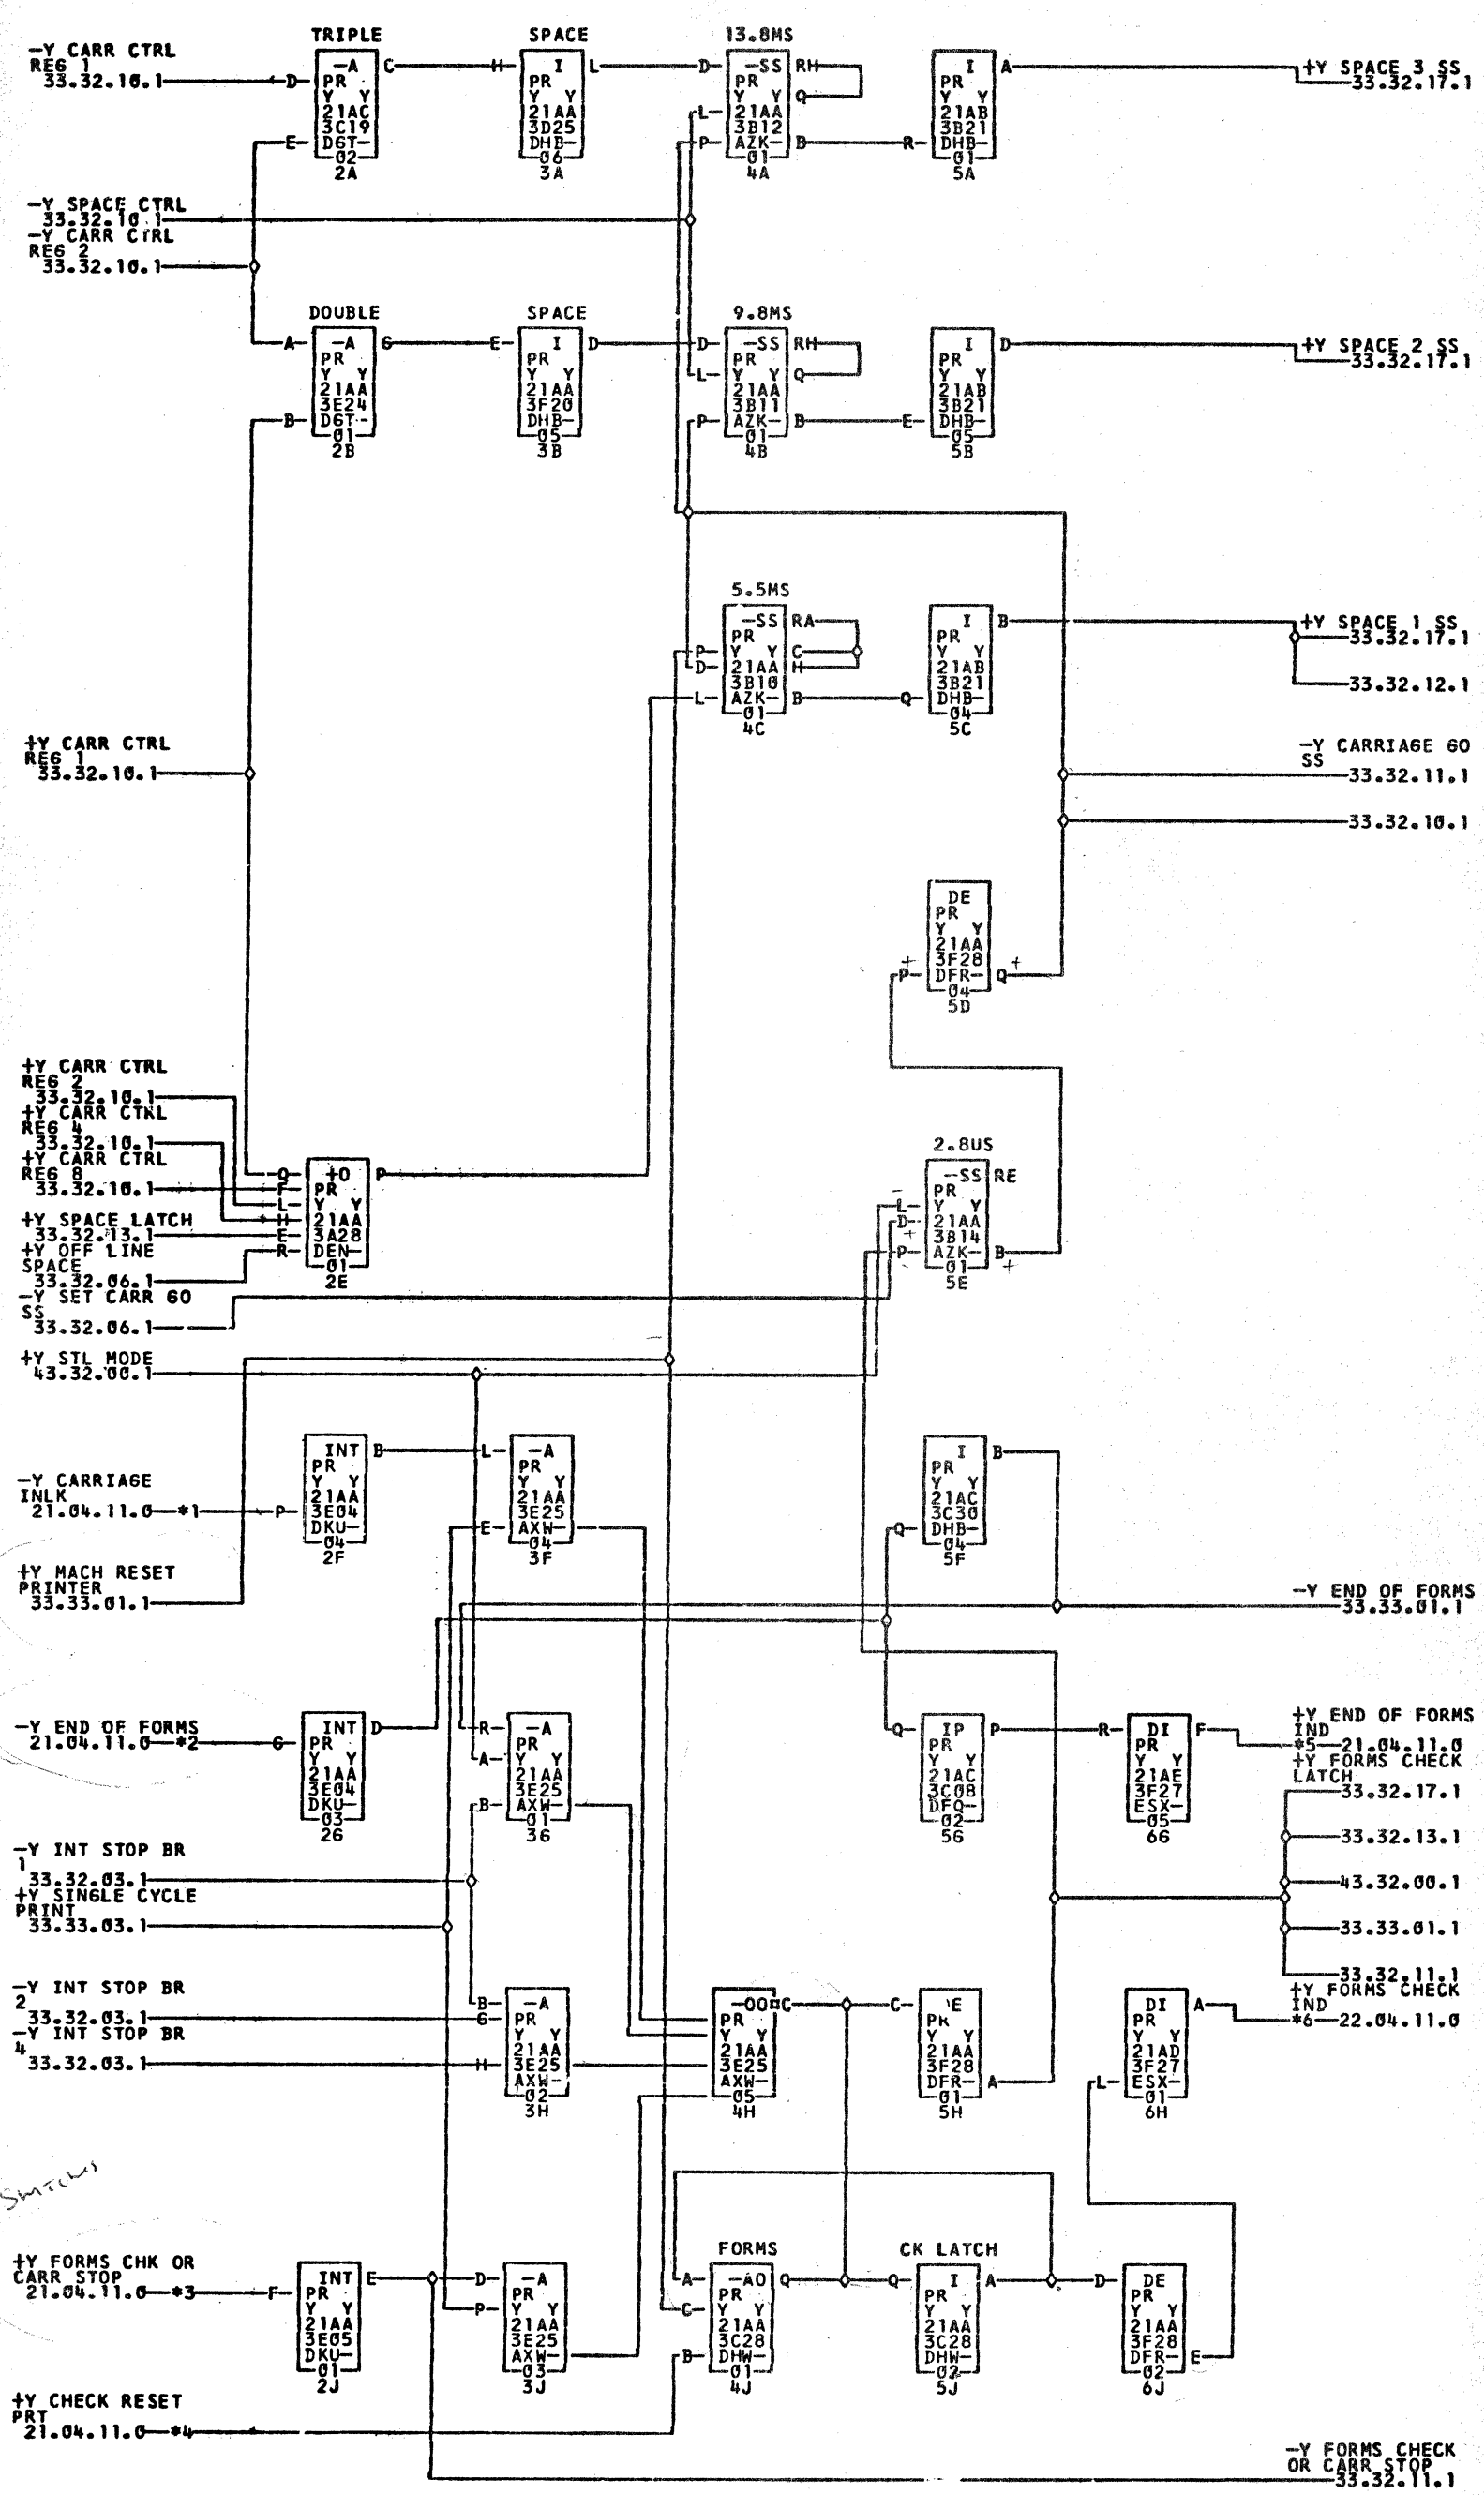 TRIPLE SPACE 13.8MS
-Y CARR CTRL
REG 1
33.32.10.1
D -A C H I L D -SS RH I A
PR PR PR PR
Y Y Y Y Y Y Q Y Y
21AC 21AA L 21AA 21AB
3C19 3D25 3B12 3B21
E DGT- DHB- P AZK- B R DHB-
02 06 01 01
2A 3A 4A 5A
+Y SPACE 3 SS
33.32.17.1
-Y SPACE CTRL
33.32.10.1
-Y CARR CTRL
REG 2
33.32.10.1
DOUBLE SPACE 9.8MS
A -A G E I D D -SS RH I D
PR PR PR PR
Y Y Y Y L Y Y Q Y Y
21AA 21AA 21AA 21AB
3E24 3F20 3B11 3B21
B DGT- DHB- P AZK- B E DHB-
01 05 01 05
2B 3B 4B 5B
+Y SPACE 2 SS
33.32.17.1
5.5MS
-SS RA I B
PR PR
P Y Y C Y Y
D 21AA H 21AB
3B10 3B21
L AZK- B Q DHB-
01 04
4C 5C
+Y SPACE 1 SS
33.32.17.1
33.32.12.1
+Y CARR CTRL
REG 1
33.32.10.1
-Y CARRIAGE 60
SS
33.32.11.1
33.32.10.1
DE
PR
Y Y
21AA
3F28
+ P DFR- Q +
04
5D
+Y CARR CTRL
REG 2
33.32.10.1
+Y CARR CTRL
REG 4
33.32.10.1
+Y CARR CTRL
REG 8
33.32.10.1
+Y SPACE LATCH
33.32.13.1
+Y OFF LINE
SPACE
33.32.06.1
-Y SET CARR 60
SS
33.32.06.1
Q +O P
F PR
L Y Y
H 21AA
E 3A28
R DEN-
01
2E
2.8US
-SS RE
- PR
L Y Y
D 21AA
+ 3B14
P AZK- B
01 +
5E
+Y STL MODE
43.32.00.1
-Y CARRIAGE
INLK
21.04.11.0 *1
P INT B L -A I B
PR PR PR
Y Y Y Y Y Y
21AA 21AA 21AC
3E04 3E25 3C30
DKU- E AXW- Q DHB-
04 04 04
2F 3F 5F
+Y MACH RESET
PRINTER
33.33.01.1
-Y END OF FORMS
33.33.01.1
-Y END OF FORMS
21.04.11.0 *2
G INT D R -A Q IP P R DI F
PR PR PR PR
Y Y A Y Y Y Y Y Y
21AA 21AA 21AC 21AE
3E04 3E25 3C08 3F27
DKU- B AXW- DFQ- ESX-
03 01 02 05
2G 3G 5G 6G
+Y END OF FORMS
IND
*5 21.04.11.0
+Y FORMS CHECK
LATCH
33.32.17.1
33.32.13.1
43.32.00.1
33.33.01.1
33.32.11.1
-Y INT STOP BR
1
33.32.03.1
+Y SINGLE CYCLE
PRINT
33.33.03.1
-Y INT STOP BR
2
33.32.03.1
-Y INT STOP BR
4
33.32.03.1
B -A -OO C C E DI A
G PR PR PR PR
Y Y Y Y Y Y Y Y
21AA 21AA 21AA 21AD
H 3E25 3E25 3F28 3F27
AXW- AXW- DFR- A L ESX-
02 05 01 01
3H 4H 5H 6H
+Y FORMS CHECK
IND
*6 22.04.11.0
Switches
FORMS CK LATCH
+Y FORMS CHK OR
CARR STOP
21.04.11.0 *3
F INT E D -A A -AO Q Q I A D DE
PR PR PR PR PR
Y Y P Y Y C Y Y Y Y Y Y
21AA 21AA 21AA 21AA 21AA
3E05 3E25 3C28 3C28 3F28
DKU- AXW- B DHW- DHW- DFR- E
01 03 01 02 02
2J 3J 4J 5J 6J
+Y CHECK RESET
PRT
21.04.11.0 *4
-Y FORMS CHECK
OR CARR STOP
33.32.11.1